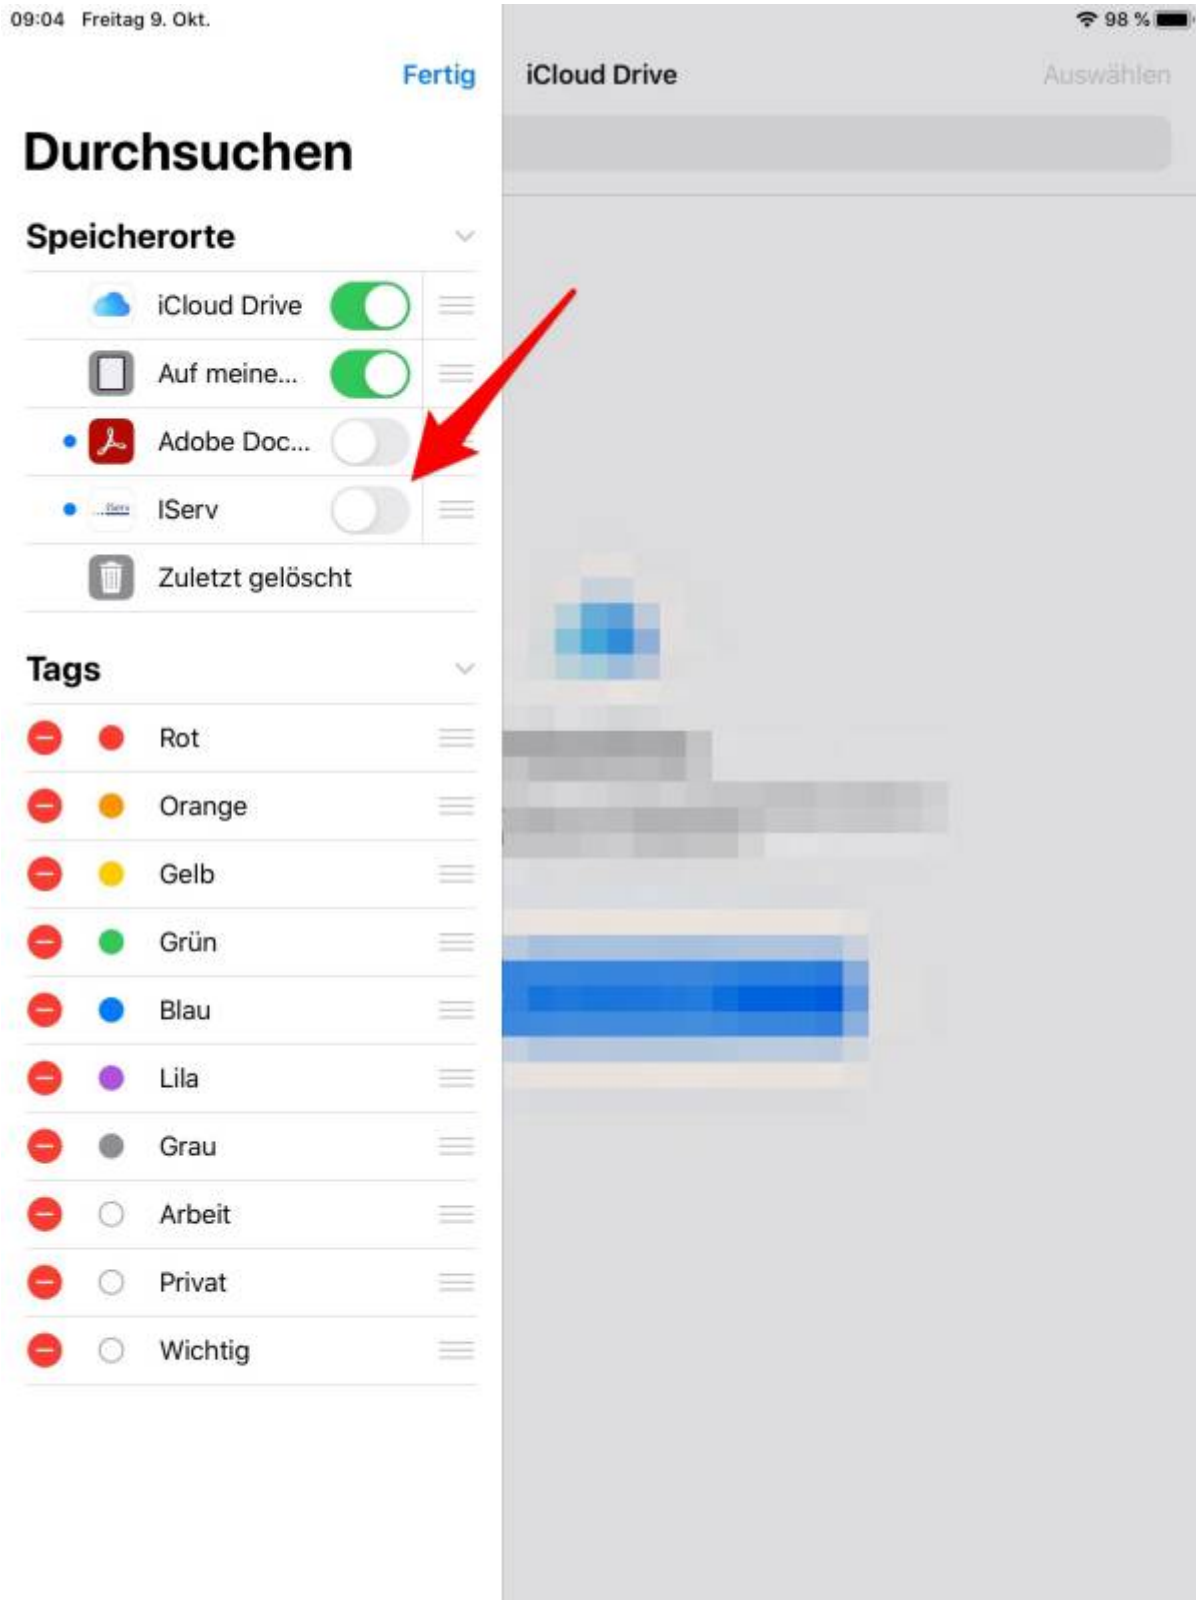 09:04 Freitag 9. Okt.
98 %
Fertig
iCloud Drive
Auswählen
Durchsuchen
Speicherorte
iCloud Drive
Auf meine...
Adobe Doc...
IServ
IServ
Zuletzt gelöscht
Tags
Rot
Orange
Gelb
Grün
Blau
Lila
Grau
Arbeit
Privat
Wichtig